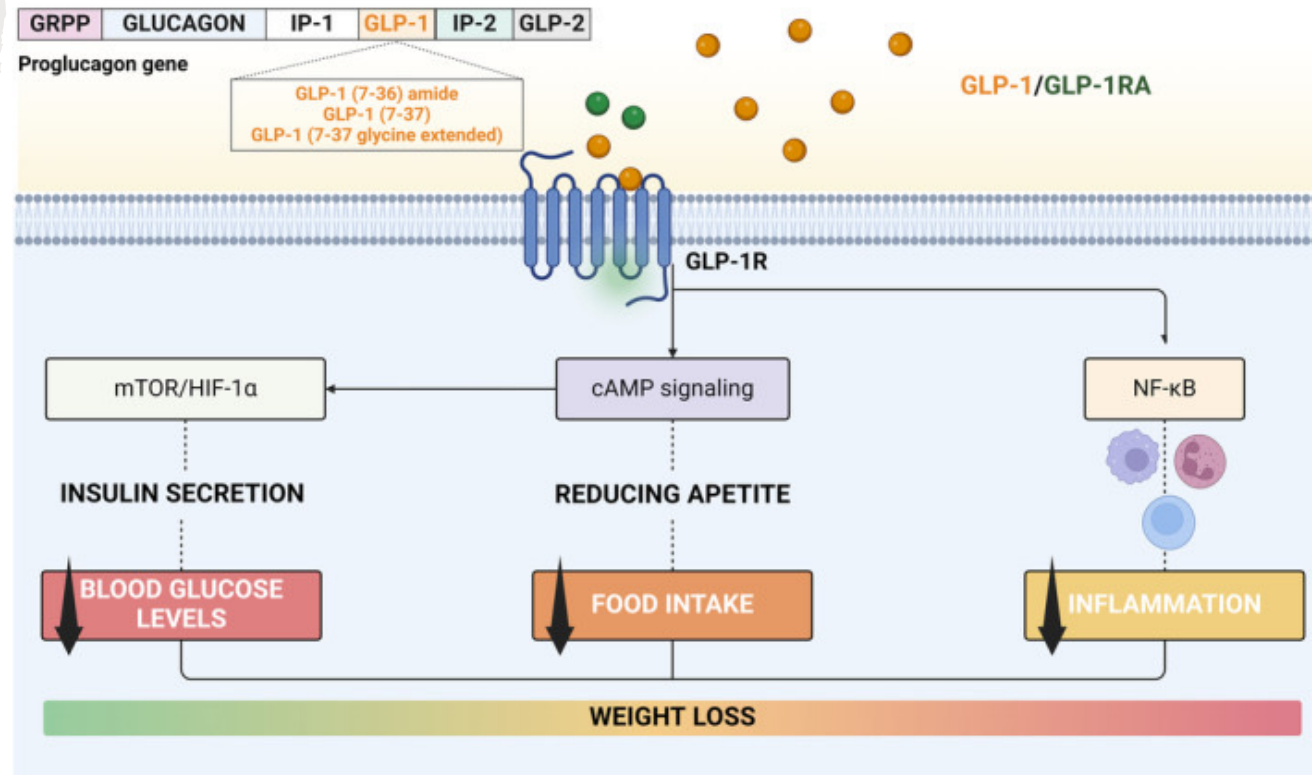 GRPP GLUCAGON IP-1 GLP-1 IP-2 GLP-2
Proglucagon gene
GLP-1 (7-36) amide
GLP-1 (7-37)
GLP-1 (7-37 glycine extended)
GLP-1/GLP-1RA
GLP-1R
mTOR/HIF-1α
cAMP signaling
NF-κB
INSULIN SECRETION
REDUCING APETITE
BLOOD GLUCOSE
LEVELS
FOOD INTAKE
INFLAMMATION
WEIGHT LOSS